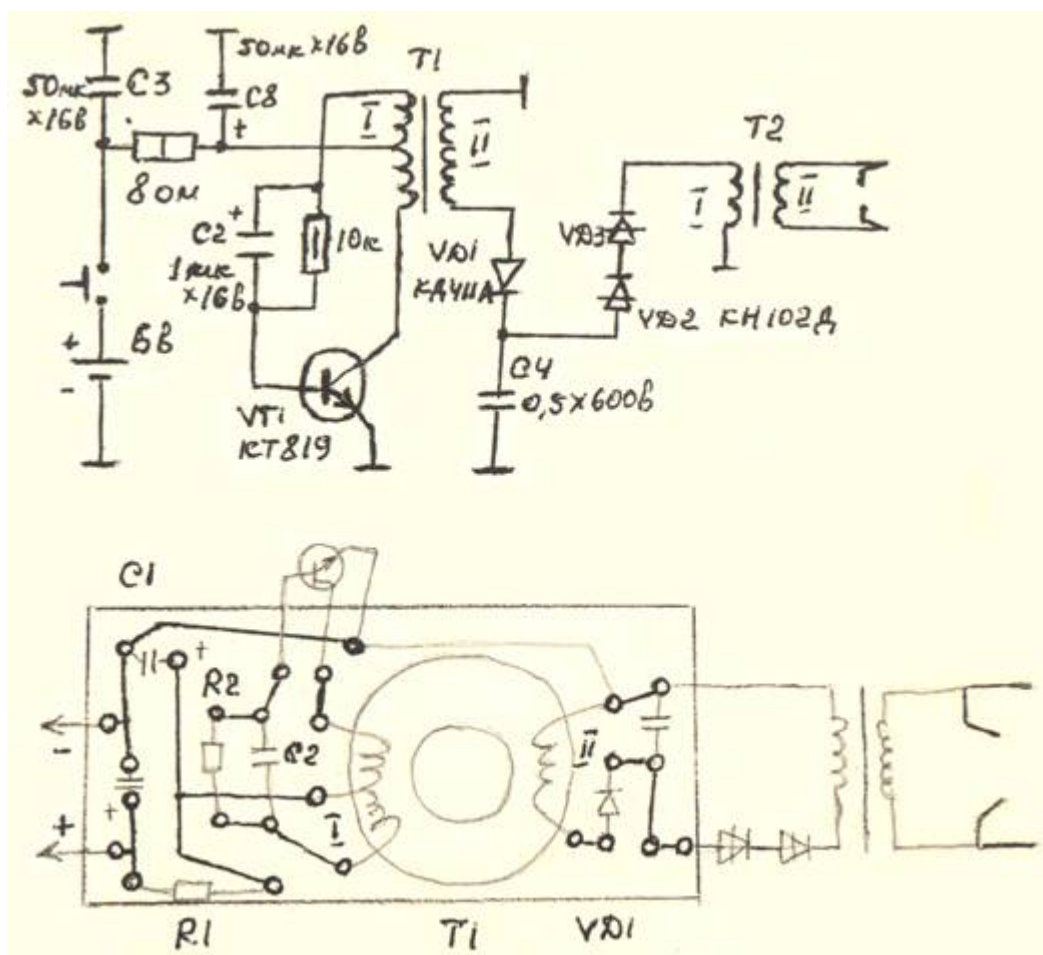 50мк×16в
T1
50мк
×16в
C3
C8
+
I
II
T2
8 0м
C2
+
10к
1мк
×16в
VD1
КД411А
VD3
I
II
VD2 КН102Д
+
-
6в
C4
0,5×600в
VT1
КТ819
C1
+
R2
C2
-
+
+
I
II
R1
T1
VD1